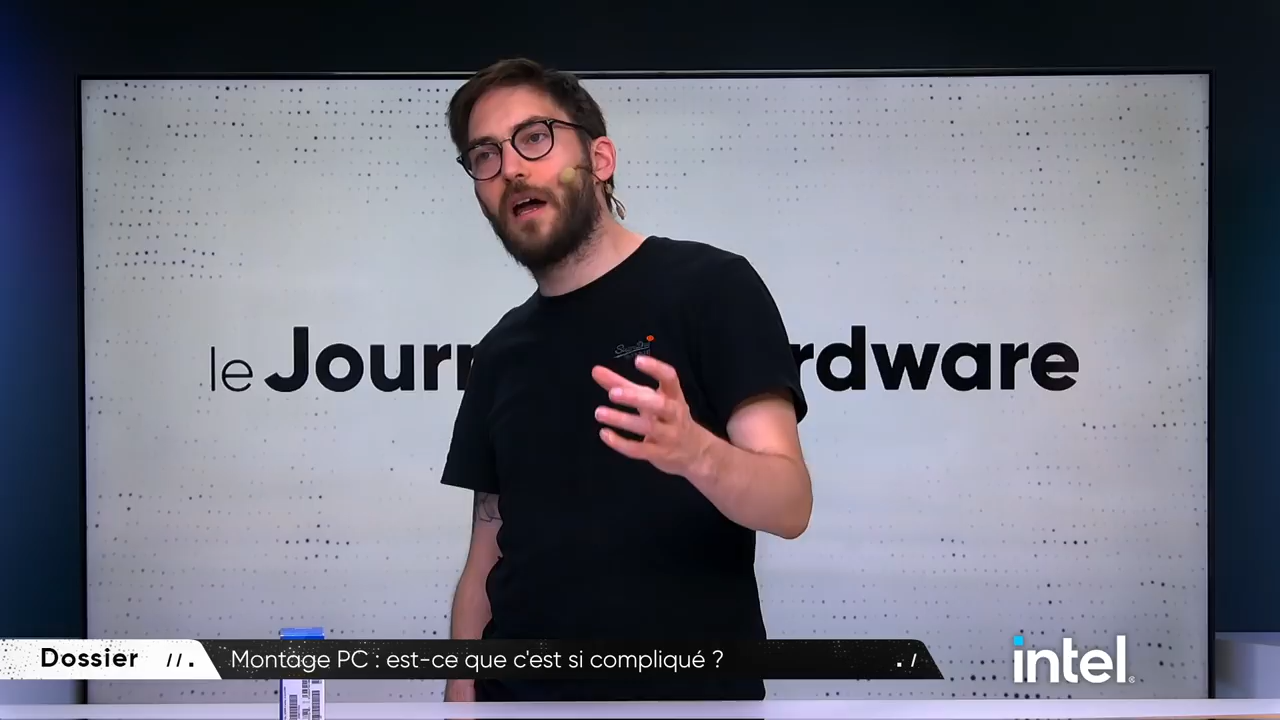 le Journ rdware
Dossier //. Montage PC : est-ce que c'est si compliqué ? . /
intel.